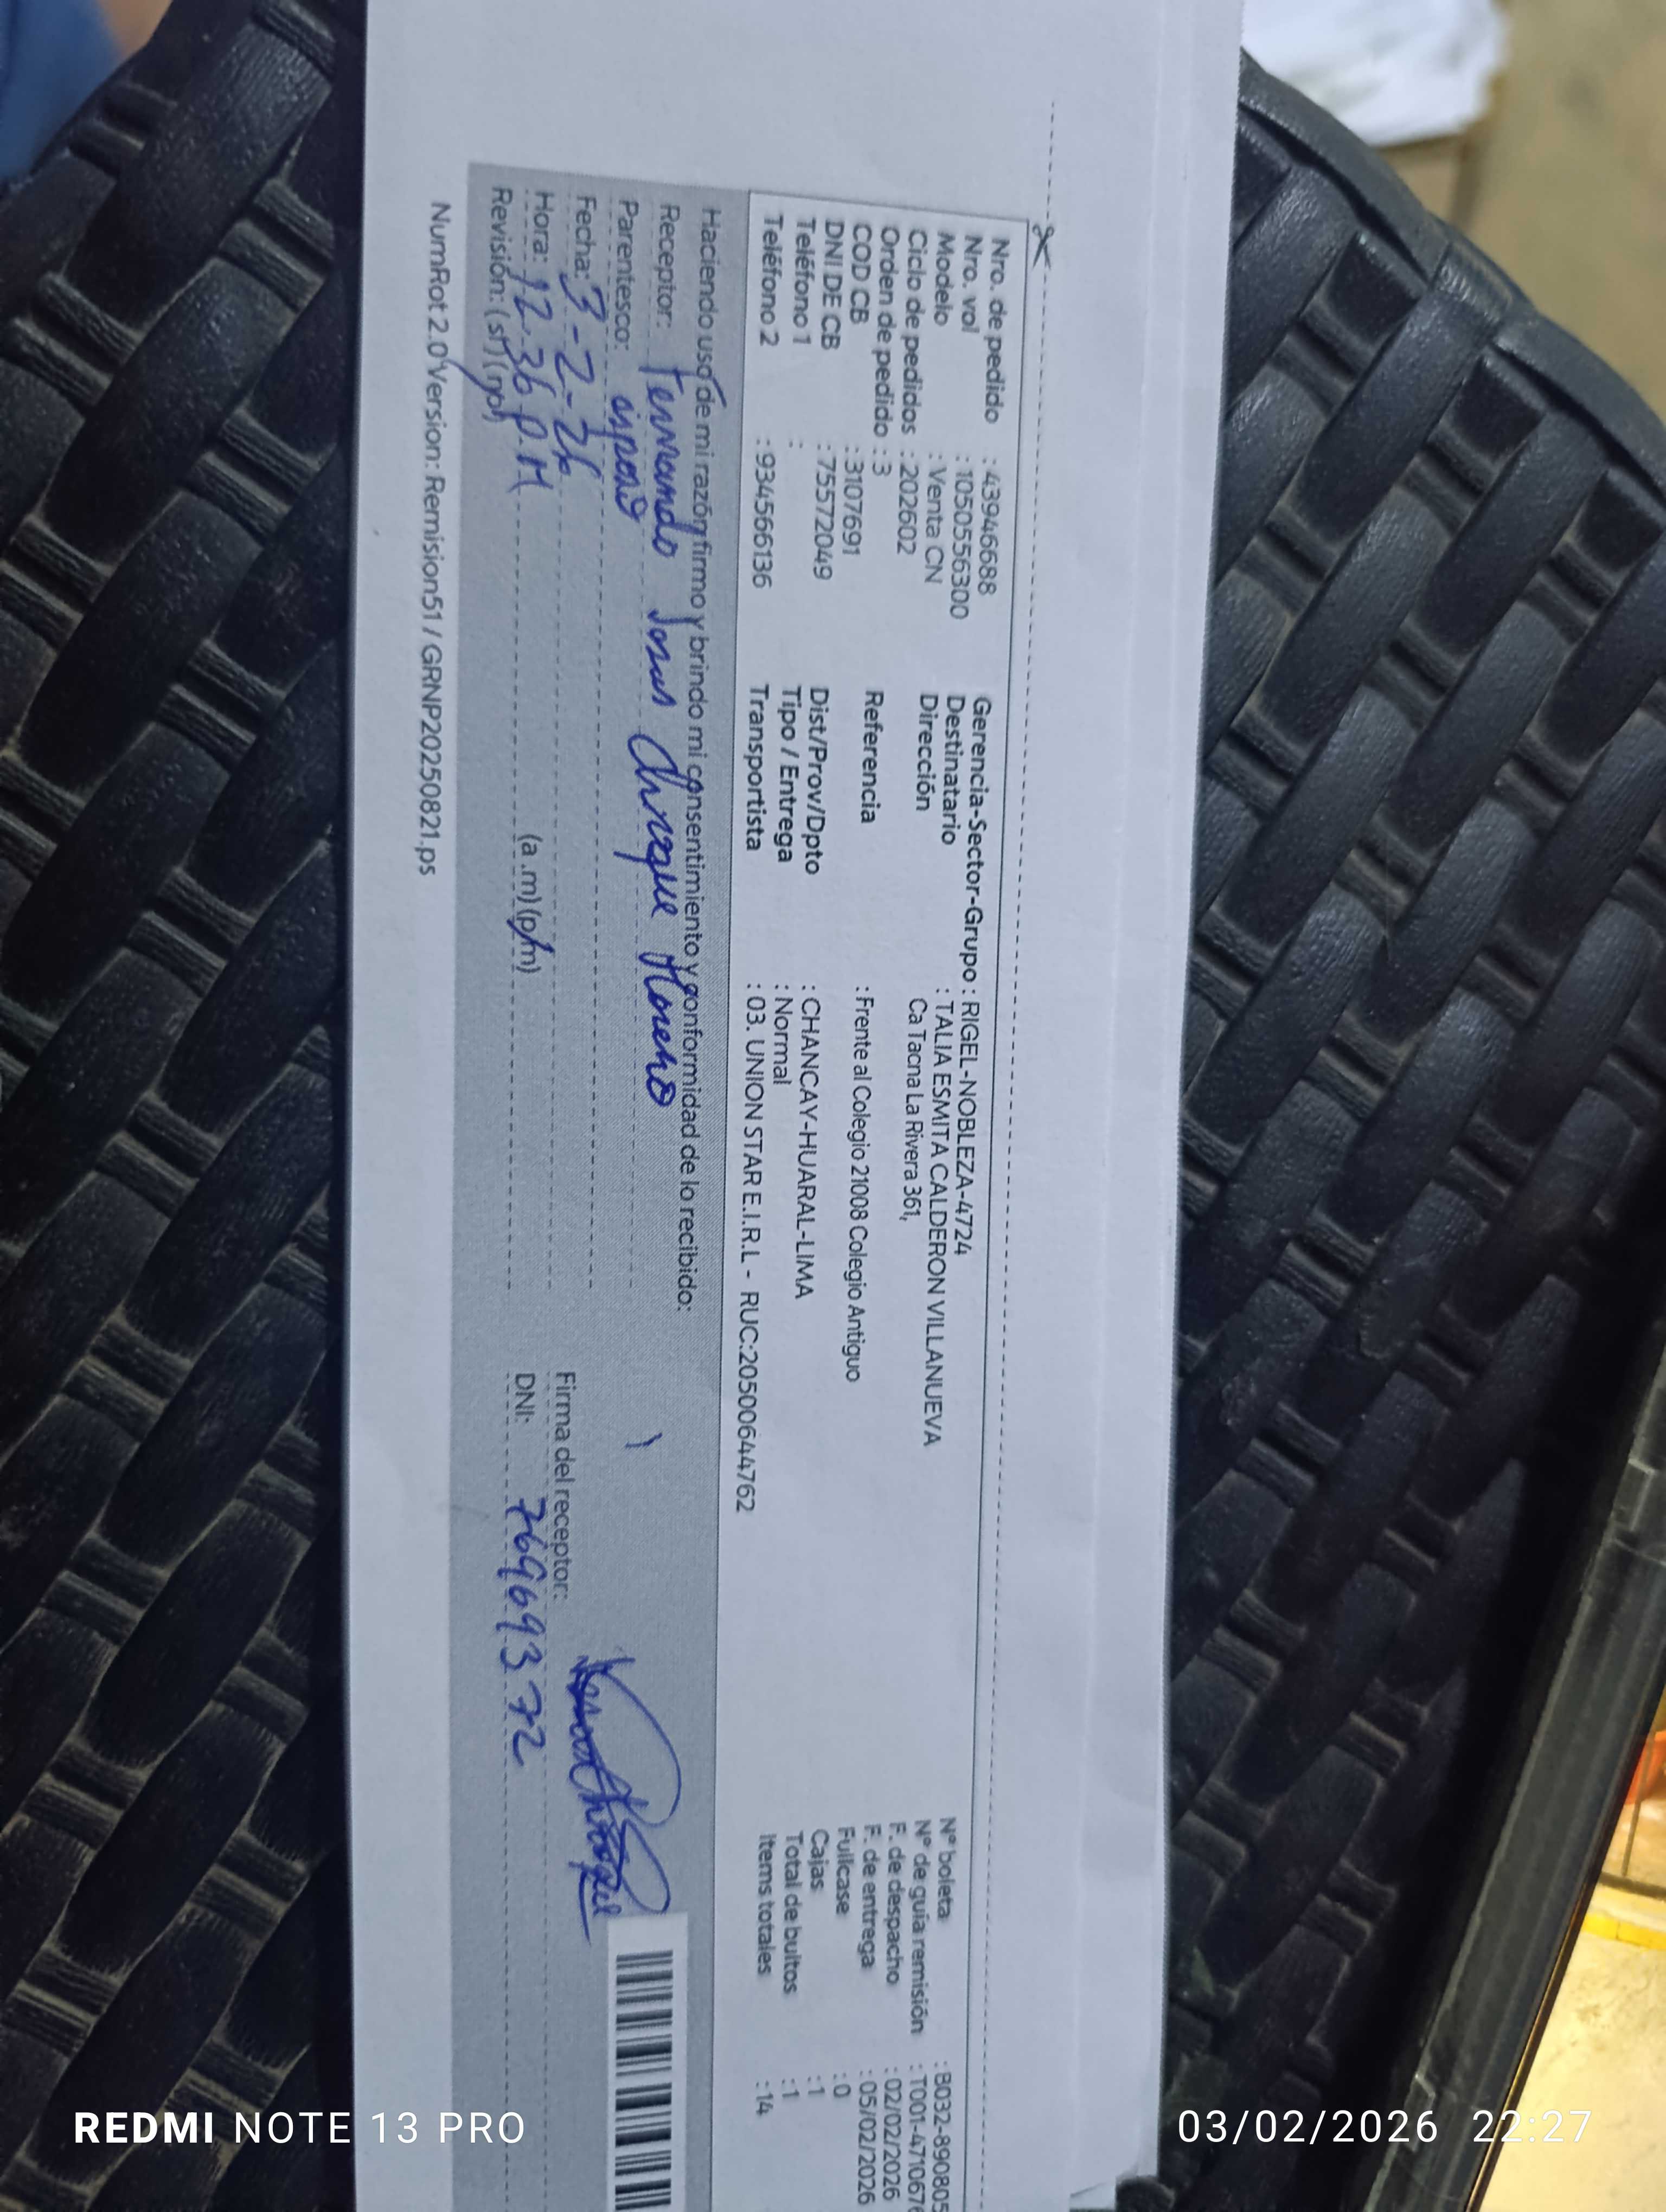 Nro. de pedido : 43946688
Nro. vol : 1050556300
Modelo : Venta CN
Ciclo de pedidos : 202602
Orden de pedido : 3
COD CB : 3107691
DNI DE CB : 75572049
Teléfono 1 :
Teléfono 2 : 934566136
Gerencia-Sector-Grupo : RIGEL-NOBLEZA-4724
Destinatario : TALIA ESMITA CALDERON VILLANUEVA
Dirección Ca Tacna La Rivera 361,
Referencia : Frente al Colegio 21008 Colegio Antiguo
Dist/Prov/Dpto : CHANCAY-HUARAL-LIMA
Tipo / Entrega : Normal
Transportista : 03. UNION STAR E.I.R.L - RUC:20500644762
N° boleta : B032-890805
N° de guía remisión : T001-4710676
F. de despacho : 02/02/2026
F. de entrega : 05/02/2026
Fullcase : 0
Cajas : 1
Total de bultos : 1
Items totales : 14
Haciendo uso de mi razón firmo y brindo mi consentimiento y conformidad de lo recibido:
Receptor: Fernando Josue Chroque Moreno
Parentesco: esposo
Fecha: 3-2-26
Hora: 12-36 P.M (a .m) (p.m)
Revisión: (si) (no)
Firma del receptor:
DNI: 76969372
NumRot 2.0 Version: Remision51 / GRNP20250821.ps
REDMI NOTE 13 PRO
03/02/2026 22:27